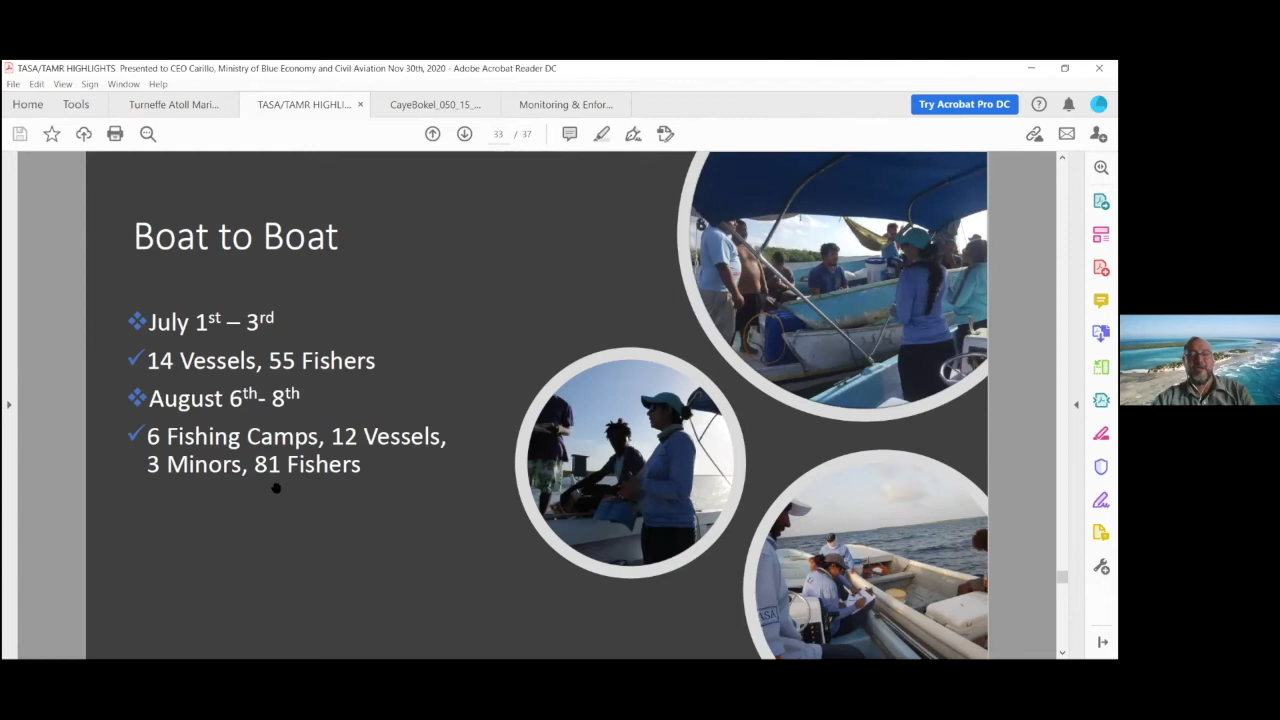 TASA/TAMR HIGHLIGHTS Presented to CEO Carillo, Ministry of Blue Economy and Civil Aviation Nov 30th, 2020 - Adobe Acrobat Reader DC
File Edit View Sign Window Help
Home Tools Turneffe Atoll Mari... TASA/TAMR HIGHLI... × CayeBokel_050_15_... Monitoring & Enfor... Try Acrobat Pro DC
33 / 37
Boat to Boat
❖July 1st – 3rd
✓14 Vessels, 55 Fishers
❖August 6th- 8th
✓6 Fishing Camps, 12 Vessels,
3 Minors, 81 Fishers
TASA